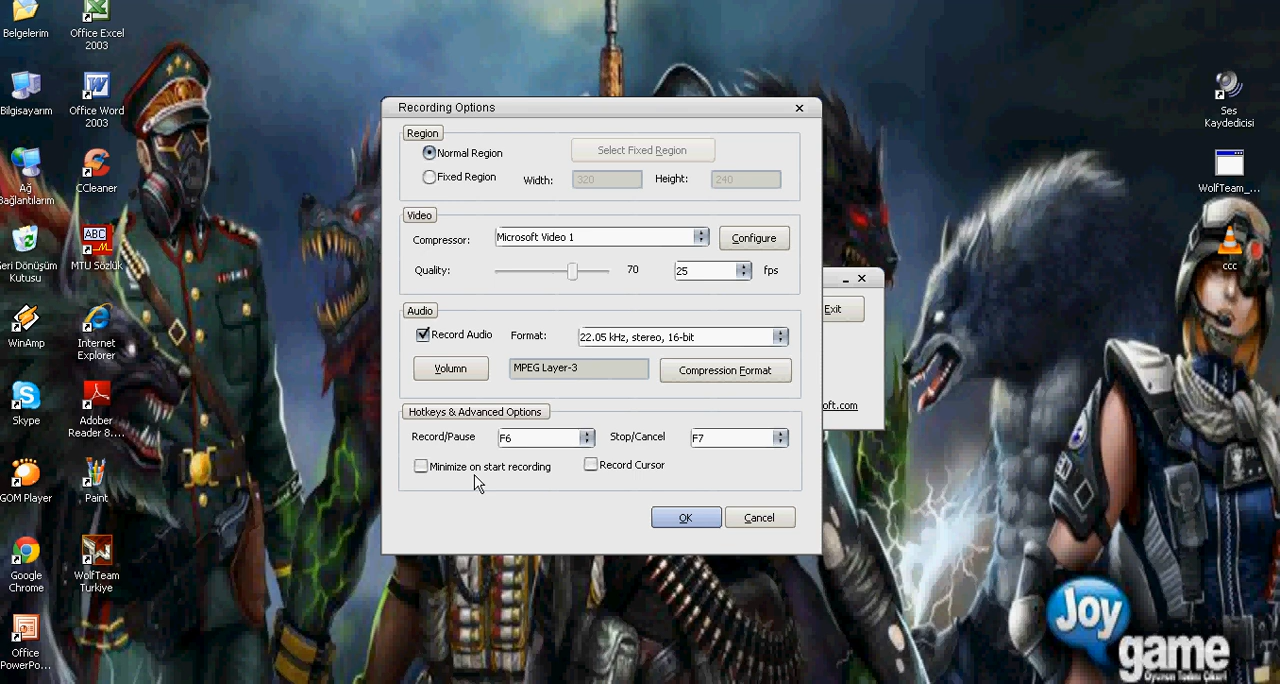 Belgelerim
Office Excel
2003
Bilgisayarım
Office Word
2003
Ağ
Bağlantılarım
CCleaner
ABC
Geri Dönüşüm
Kutusu
MTU Sözlük
WinAmp
Internet
Explorer
Skype
Adober
Reader 8....
GOM Player
Paint
Google
Chrome
WolfTeam
Turkiye
Office
PowerPo...
Recording Options
Region
Normal Region
Select Fixed Region
Fixed Region
Width:
320
Height:
240
Video
Compressor:
Microsoft Video 1
Configure
Quality:
70
25
fps
Audio
Record Audio
Format:
22.05 kHz, stereo, 16-bit
Volumn
MPEG Layer-3
Compression Format
Hotkeys & Advanced Options
Record/Pause
F6
Stop/Cancel
F7
Minimize on start recording
Record Cursor
OK
Cancel
Exit
oft.com
Ses
Kaydedicisi
WolfTeam_...
ccc
Joy
game
Oyunun Tadını Çıkar!